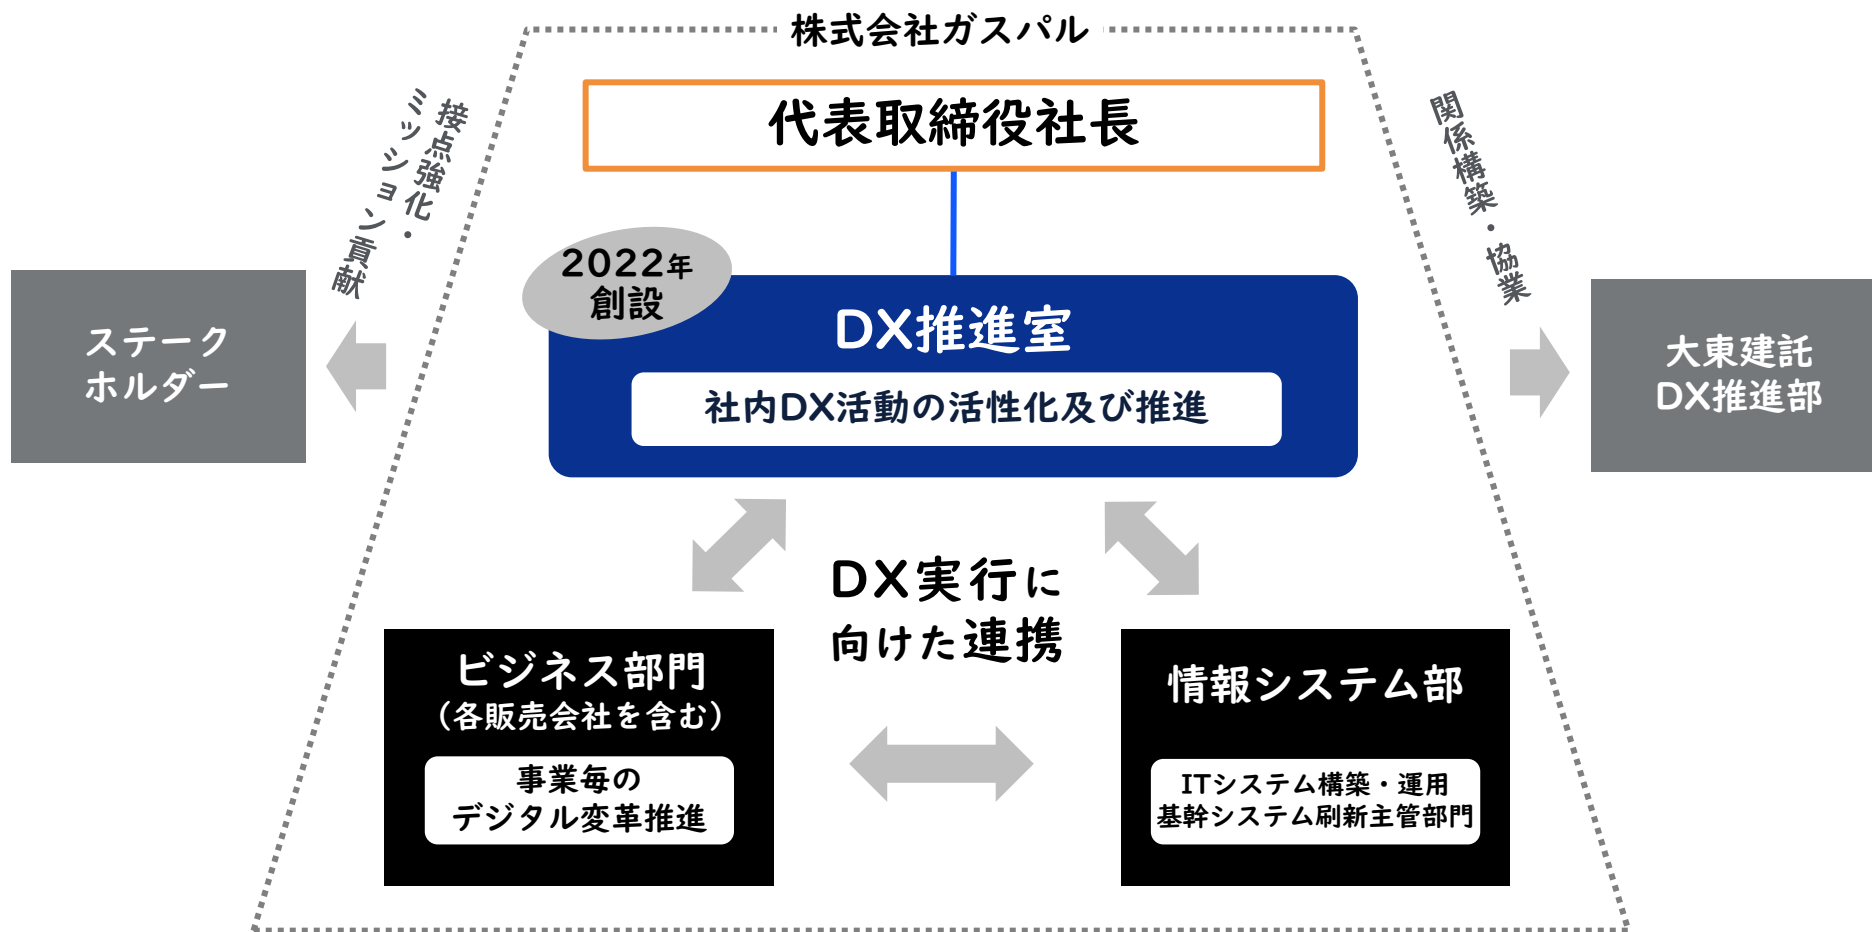 株式会社ガスパル
代表取締役社長
接点強化・
ミッション貢献
関係構築・協業
2022年
創設
DX推進室
社内DX活動の活性化及び推進
ステーク
ホルダー
大東建託
DX推進部
DX実行に
向けた連携
ビジネス部門
（各販売会社を含む）
事業毎の
デジタル変革推進
情報システム部
ITシステム構築・運用
基幹システム刷新主管部門